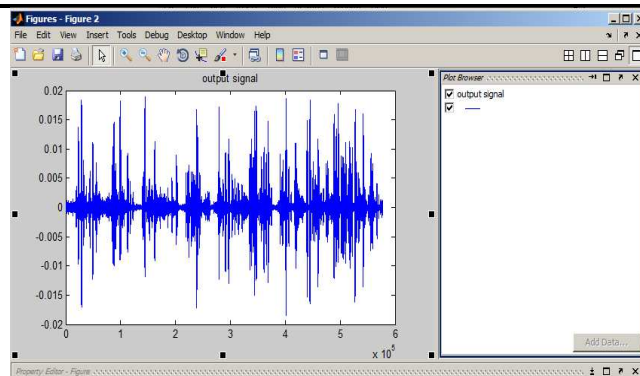 Figures - Figure 2
File Edit View Insert Tools Debug Desktop Window Help
output signal
0.02
0.015
0.01
0.005
0
-0.005
-0.01
-0.015
-0.02
0 1 2 3 4 5 6
x 10^5
Plot Browser
output signal
Add Data...
Property Editor - Figure